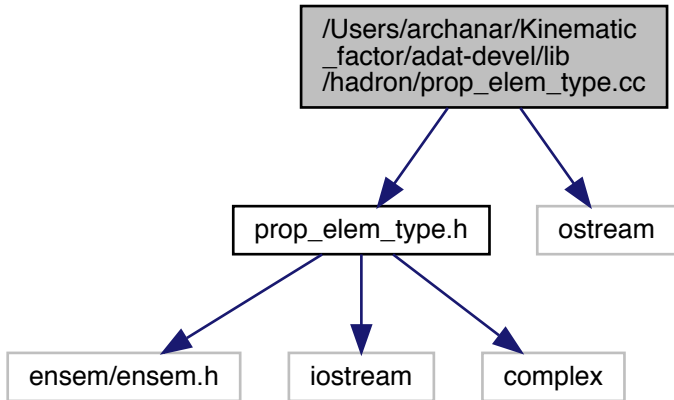 /Users/archanar/Kinematic
_factor/adat-devel/lib
/hadron/prop_elem_type.cc
prop_elem_type.h
ostream
ensem/ensem.h
iostream
complex